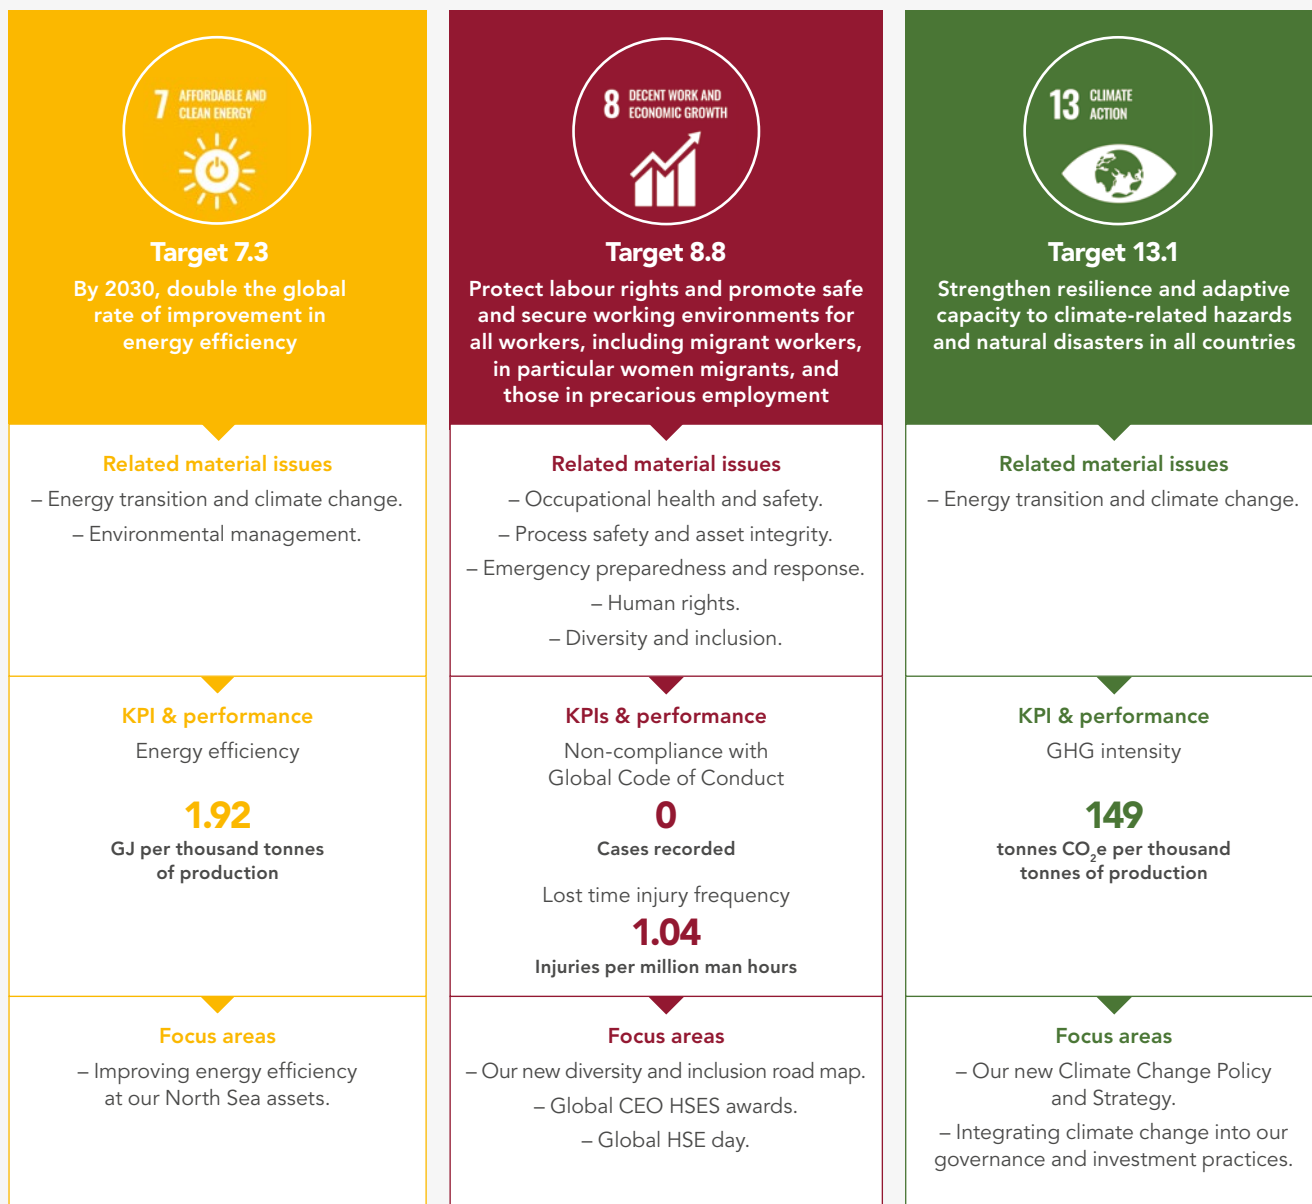 7 AFFORDABLE AND
CLEAN ENERGY
Target 7.3
By 2030, double the global
rate of improvement in
energy efficiency
Related material issues
– Energy transition and climate change.
– Environmental management.
KPI & performance
Energy efficiency
1.92
GJ per thousand tonnes
of production
Focus areas
– Improving energy efficiency
at our North Sea assets.
8 DECENT WORK AND
ECONOMIC GROWTH
Target 8.8
Protect labour rights and promote safe
and secure working environments for
all workers, including migrant workers,
in particular women migrants, and
those in precarious employment
Related material issues
– Occupational health and safety.
– Process safety and asset integrity.
– Emergency preparedness and response.
– Human rights.
– Diversity and inclusion.
KPIs & performance
Non-compliance with
Global Code of Conduct
0
Cases recorded
Lost time injury frequency
1.04
Injuries per million man hours
Focus areas
– Our new diversity and inclusion road map.
– Global CEO HSES awards.
– Global HSE day.
13 CLIMATE
ACTION
Target 13.1
Strengthen resilience and adaptive
capacity to climate-related hazards
and natural disasters in all countries
Related material issues
– Energy transition and climate change.
KPI & performance
GHG intensity
149
tonnes CO₂e per thousand
tonnes of production
Focus areas
– Our new Climate Change Policy
and Strategy.
– Integrating climate change into our
governance and investment practices.